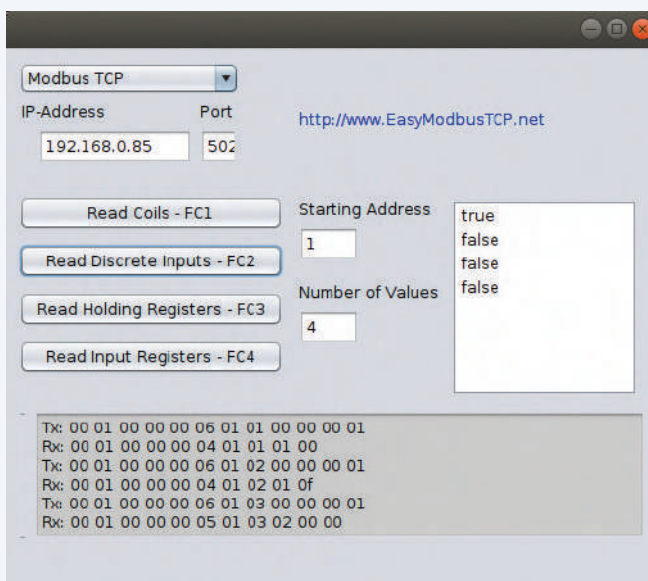 Modbus TCP
IP-Address Port
http://www.EasyModbusTCP.net
192.168.0.85 502
Read Coils - FC1
Starting Address
1
true
false
false
false
Read Discrete Inputs - FC2
Number of Values
4
Read Holding Registers - FC3
Read Input Registers - FC4
Tx: 00 01 00 00 00 06 01 01 00 00 00 01
Rx: 00 01 00 00 00 04 01 01 01 00
Tx: 00 01 00 00 00 06 01 02 00 00 00 01
Rx: 00 01 00 00 00 04 01 02 01 0f
Tx: 00 01 00 00 00 06 01 03 00 00 00 01
Rx: 00 01 00 00 00 05 01 03 02 00 00